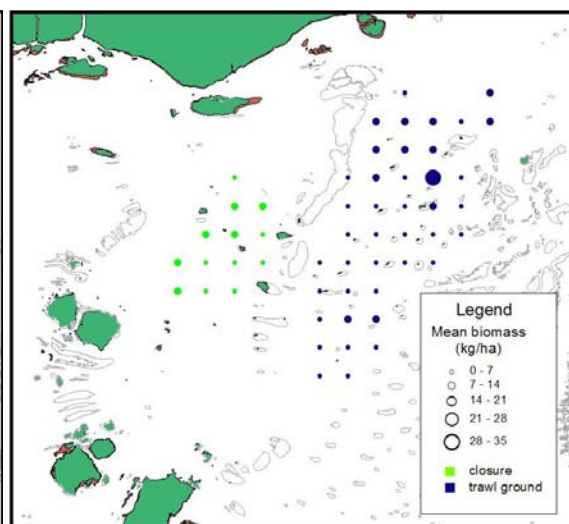 Legend
Mean biomass
(kg/ha)
0 - 7
7 - 14
14 - 21
21 - 28
28 - 35
closure
trawl ground